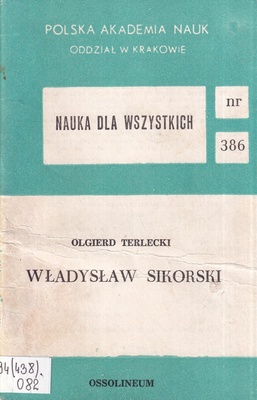 POLSKA AKADEMIA NAUK
ODDZIAŁ W KRAKOWIE
NAUKA DLA WSZYSTKICH
nr
386
OLGIERD TERLECKI
WŁADYSŁAW SIKORSKI
94(438).
082
OSSOLINEUM